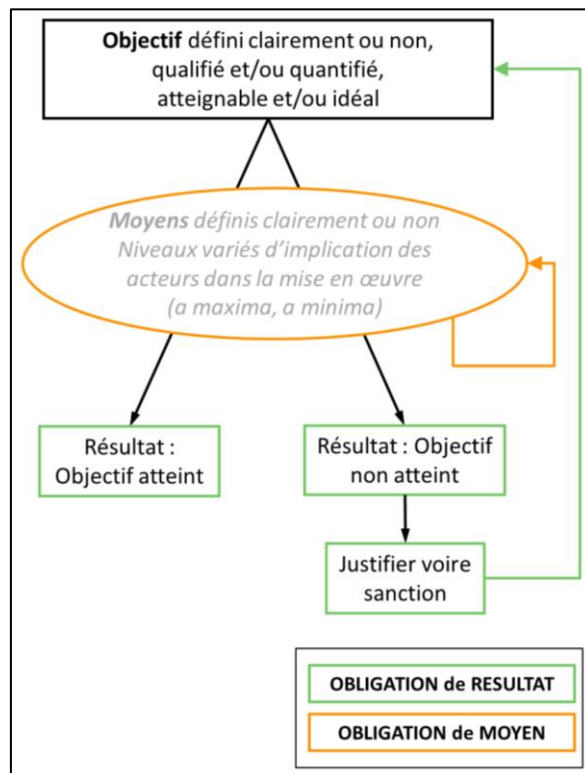 Objectif défini clairement ou non,
qualifié et/ou quantifié,
atteignable et/ou idéal
Moyens définis clairement ou non
Niveaux variés d'implication des
acteurs dans la mise en œuvre
(a maxima, a minima)
Résultat :
Objectif atteint
Résultat : Objectif
non atteint
Justifier voire
sanction
OBLIGATION de RESULTAT
OBLIGATION de MOYEN